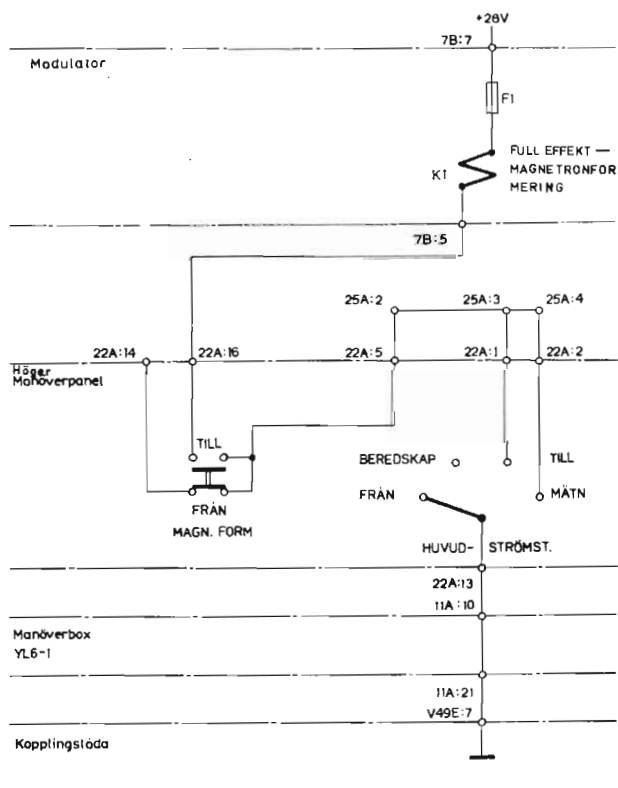 +28V
7B:7
Modulator
F1
FULL EFFEKT —
MAGNETRONFOR
MERING
K1
7B:5
25A:2 25A:3 25A:4
22A:14 22A:16 22A:5 22A:1 22A:2
Höger
Manöverpanel
TILL
BEREDSKAP TILL
FRÅN MÄTN
FRÅN
MAGN. FORM
HUVUD- STRÖMST.
22A:13
11A:10
Manöverbox
YL6-1
11A:21
V49E:7
Kopplingslåda